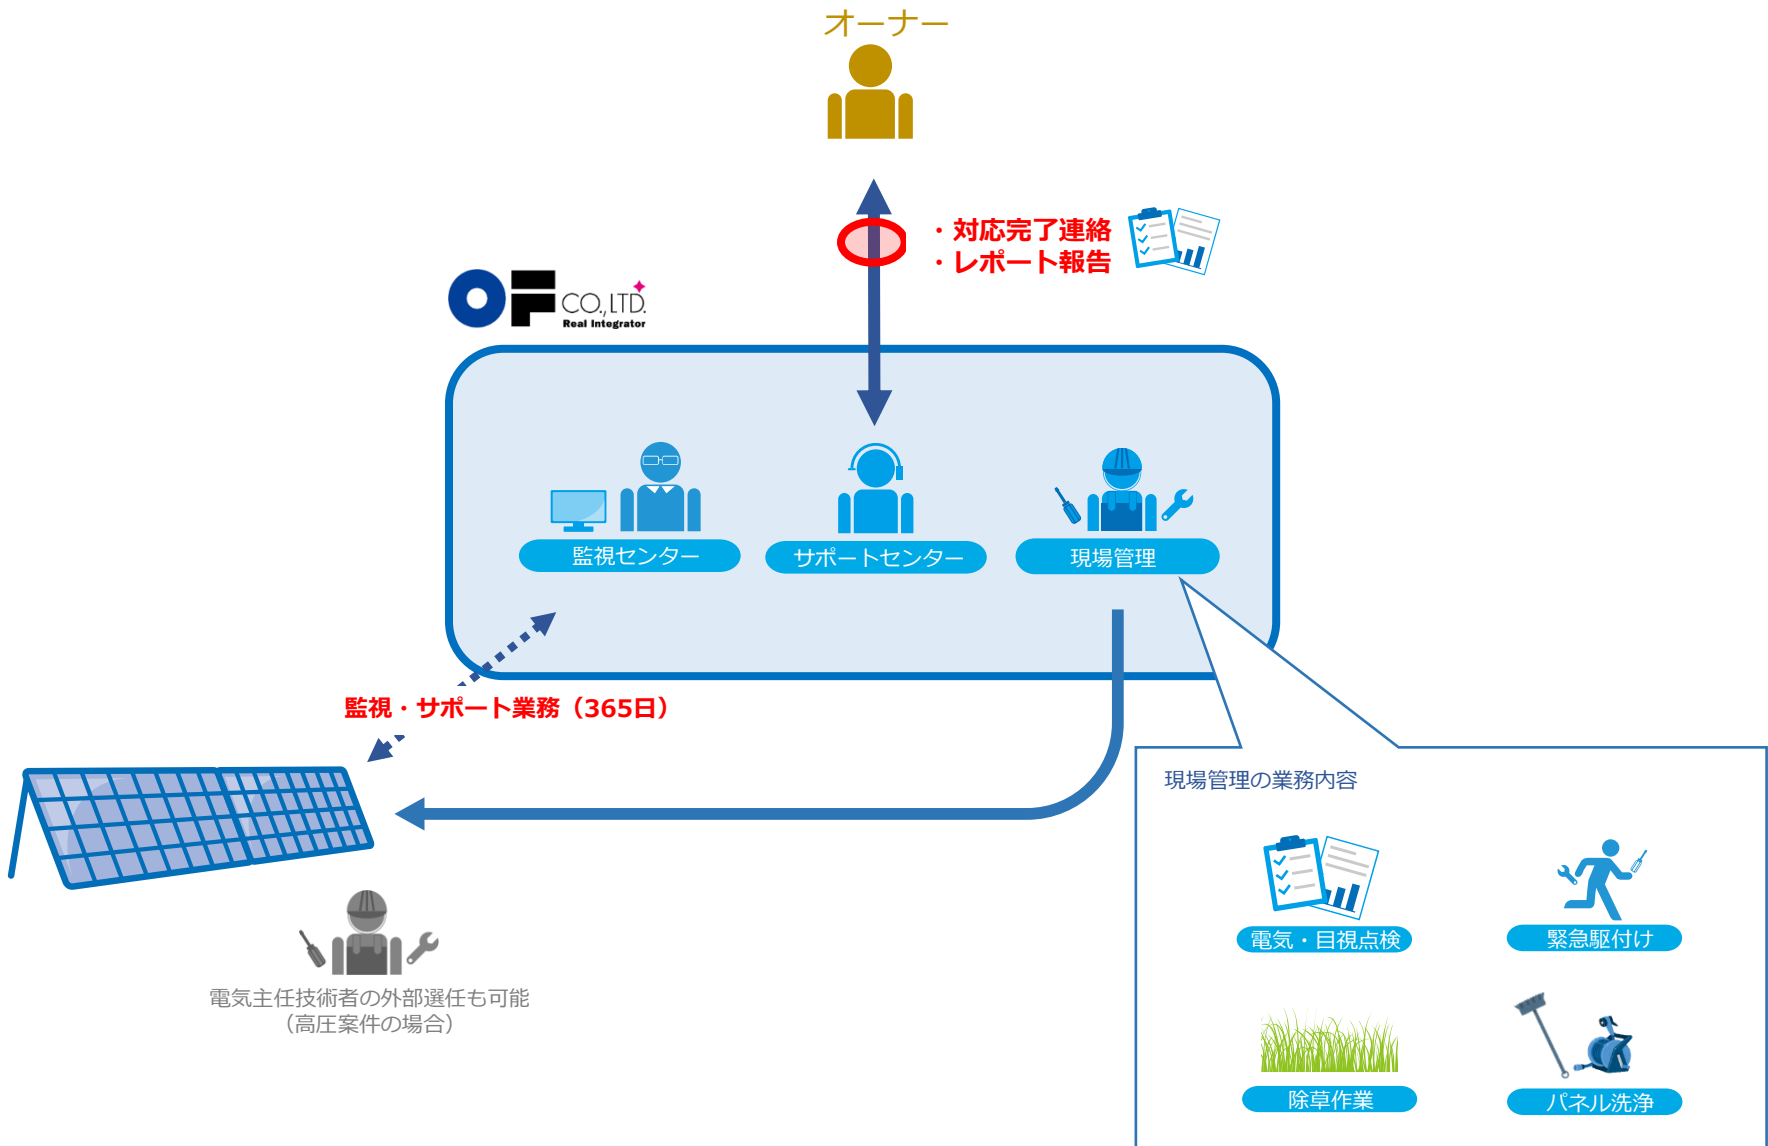 オーナー
・対応完了連絡
・レポート報告
OF CO.,LTD.
Real Integrator
監視センター
サポートセンター
現場管理
監視・サポート業務（365日）
現場管理の業務内容
電気・目視点検
緊急駆付け
電気主任技術者の外部選任も可能
（高圧案件の場合）
除草作業
パネル洗浄